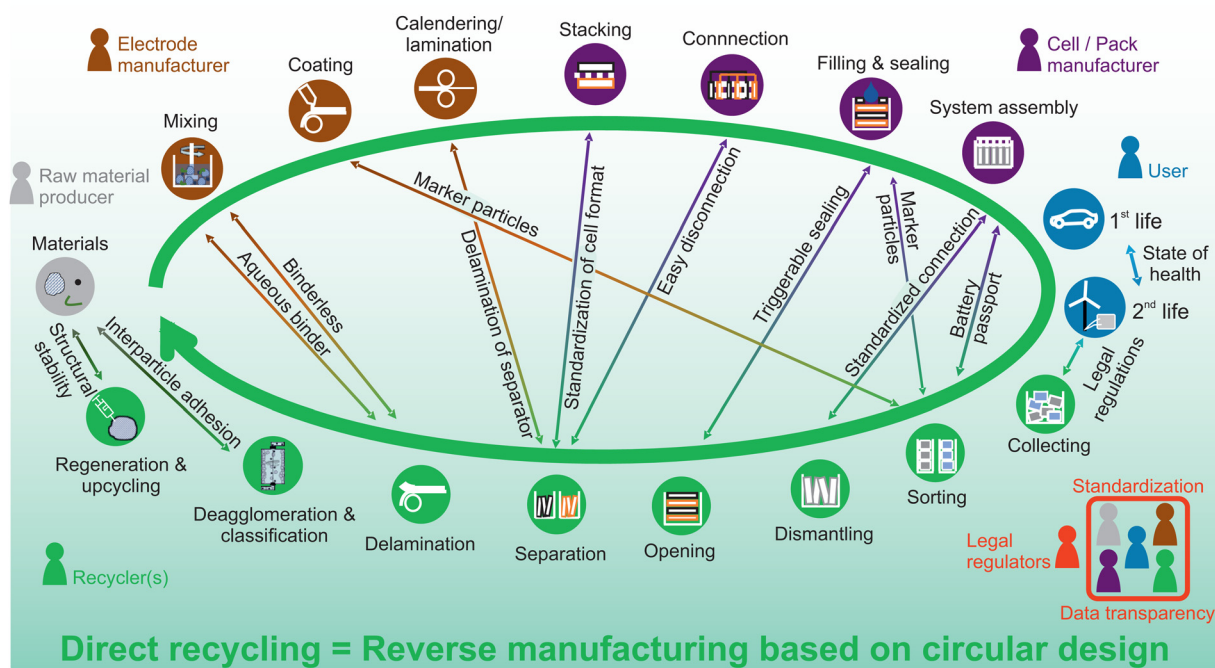 Electrode
manufacturer
Calendering/
lamination
Stacking
Connnection
Cell / Pack
manufacturer
Coating
Filling & sealing
Mixing
System assembly
Raw material
producer
User
Materials
1st life
State of
health
2nd life
Legal
regulations
Structural
stability
Interparticle adhesion
Aqueous binder
Binderless
Marker particles
Delamination of separator
Standardization of cell format
Easy disconnection
Triggerable sealing
Marker
particles
Standardized connection
Battery
passport
Collecting
Regeneration &
upcycling
Deagglomeration &
classification
Delamination
Separation
Opening
Dismantling
Sorting
Recycler(s)
Legal
regulators
Standardization
Data transparency
Direct recycling = Reverse manufacturing based on circular design